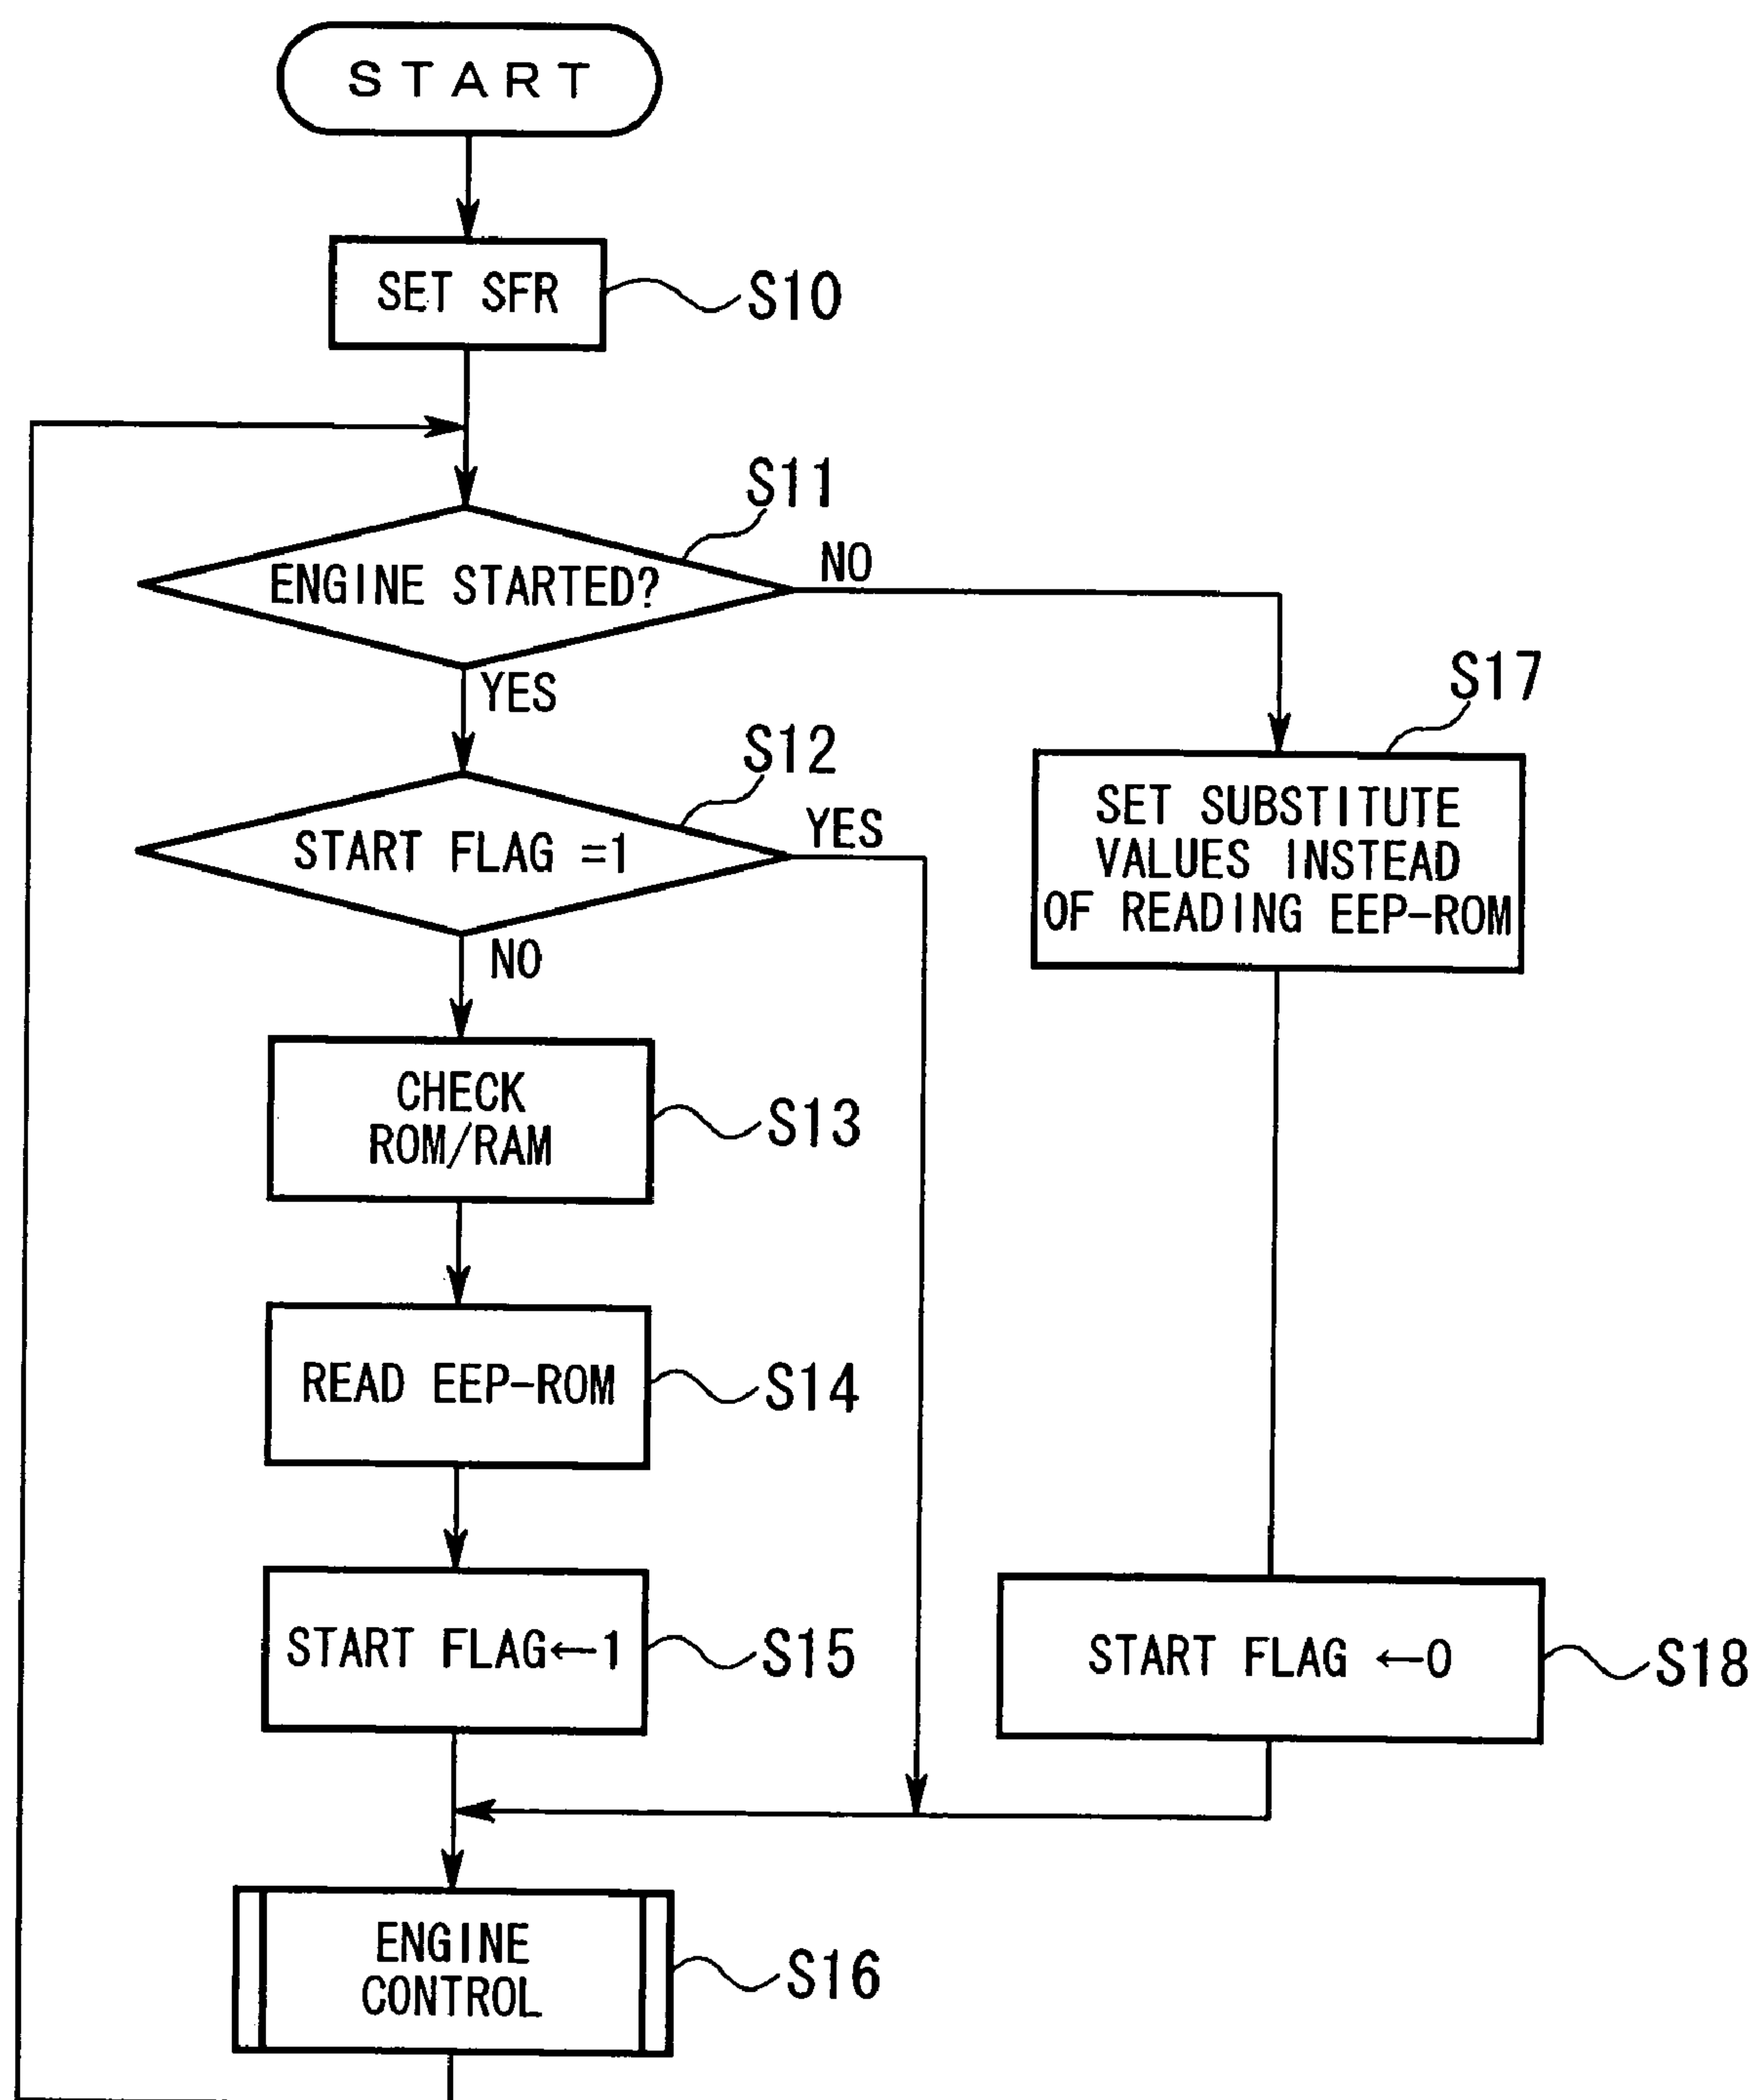 START
SET SFR
S10
S11
ENGINE STARTED?
NO
YES
S17
S12
SET SUBSTITUTE
VALUES INSTEAD
OF READING EEP-ROM
START FLAG =1
YES
NO
CHECK
ROM/RAM
S13
READ EEP-ROM
S14
START FLAG←1
S15
START FLAG ←0
S18
ENGINE
CONTROL
S16